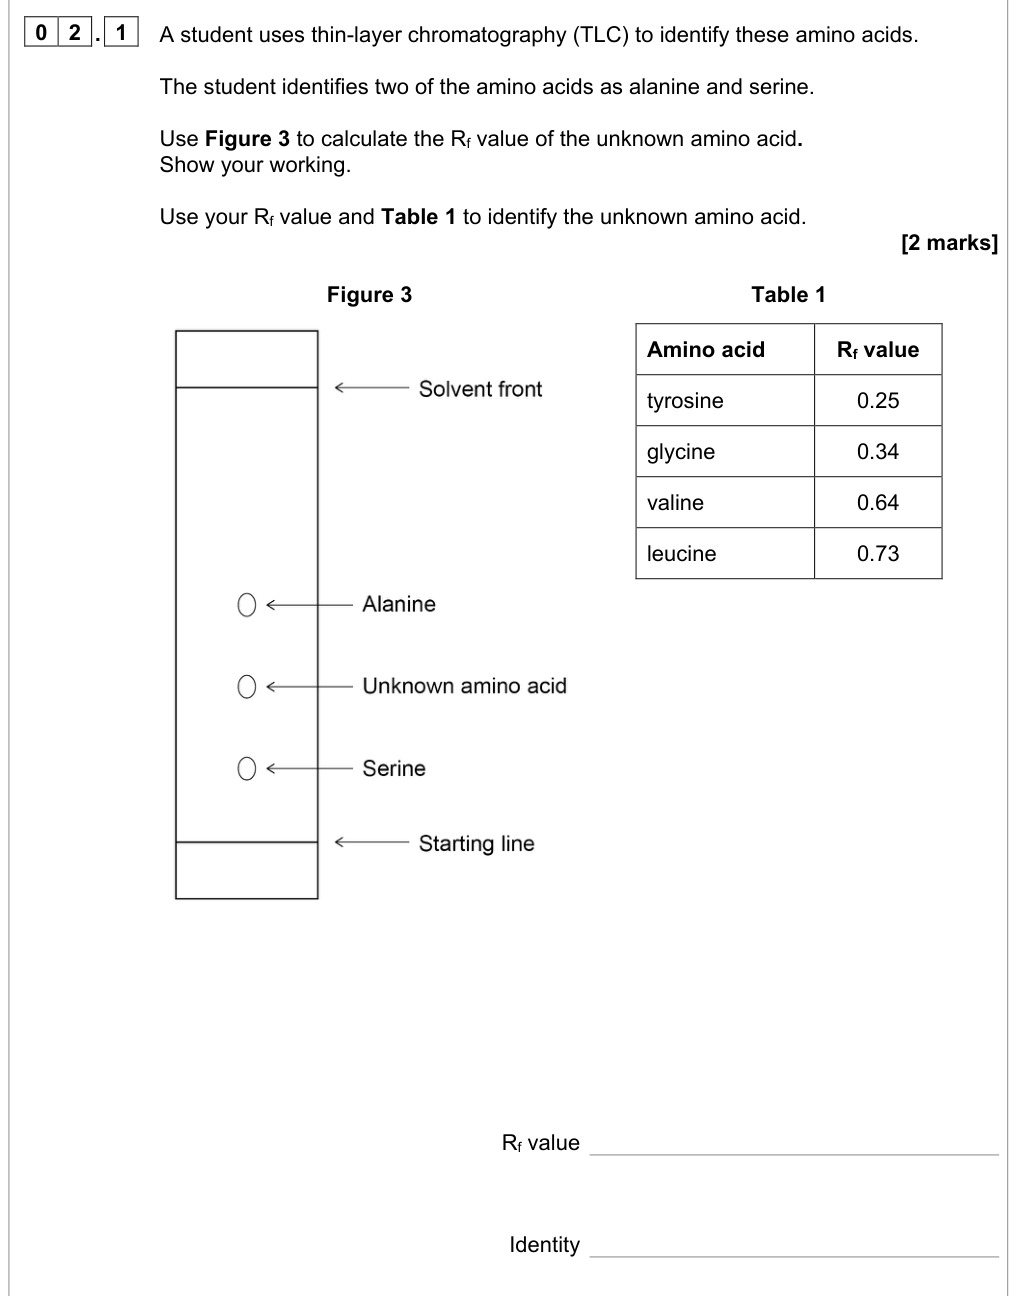 0 2 . 1 A student uses thin-layer chromatography (TLC) to identify these amino acids.
The student identifies two of the amino acids as alanine and serine.
Use Figure 3 to calculate the Rf value of the unknown amino acid.
Show your working.
Use your Rf value and Table 1 to identify the unknown amino acid.
[2 marks]
Figure 3
Solvent front
Alanine
Unknown amino acid
Serine
Starting line
Table 1
Amino acid Rf value
tyrosine 0.25
glycine 0.34
valine 0.64
leucine 0.73
Rf value
Identity